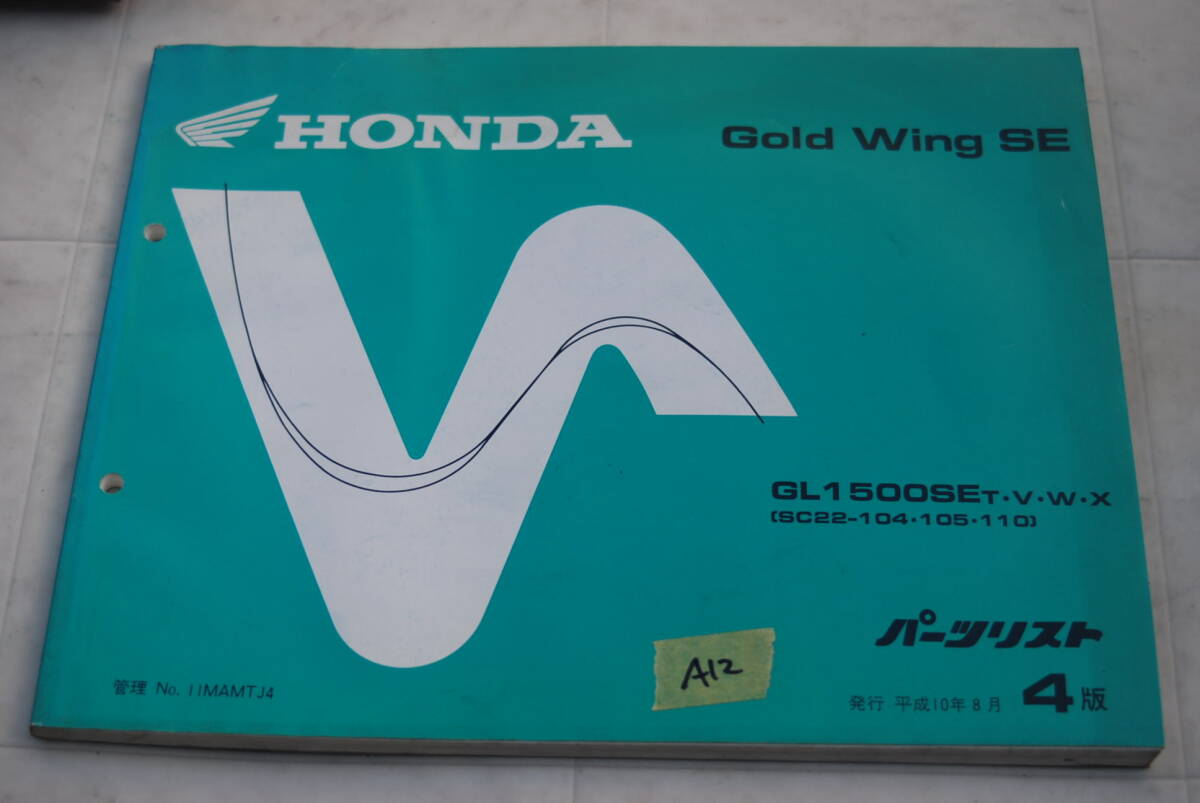 HONDA
Gold Wing SE
GL1500SET・V・W・X
(SC22-104・105・110)
パーツリスト
A12
管理 No. 11MAMTJ4
発行 平成10年8月 4版